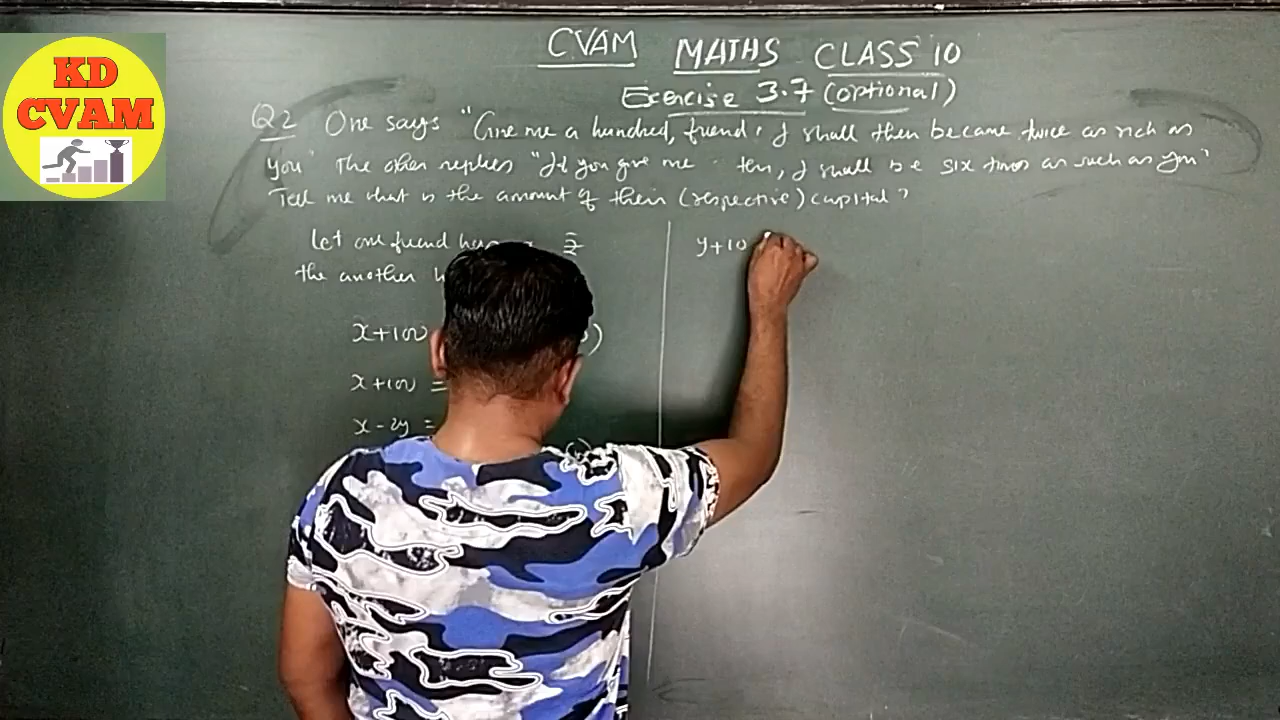 KD
CVAM
CVAM MATHS CLASS 10
Exercise 3.7 (optional)
Q2 One says "Give me a hundred, friend! I shall then became twice as rich as
you" The other replies "If you give me ten, I shall be six times as such as you"
Tell me what is the amount of their (respective) capital?
Let one friend
the another
x+100 )
x+100 =
x-2y =
y+10